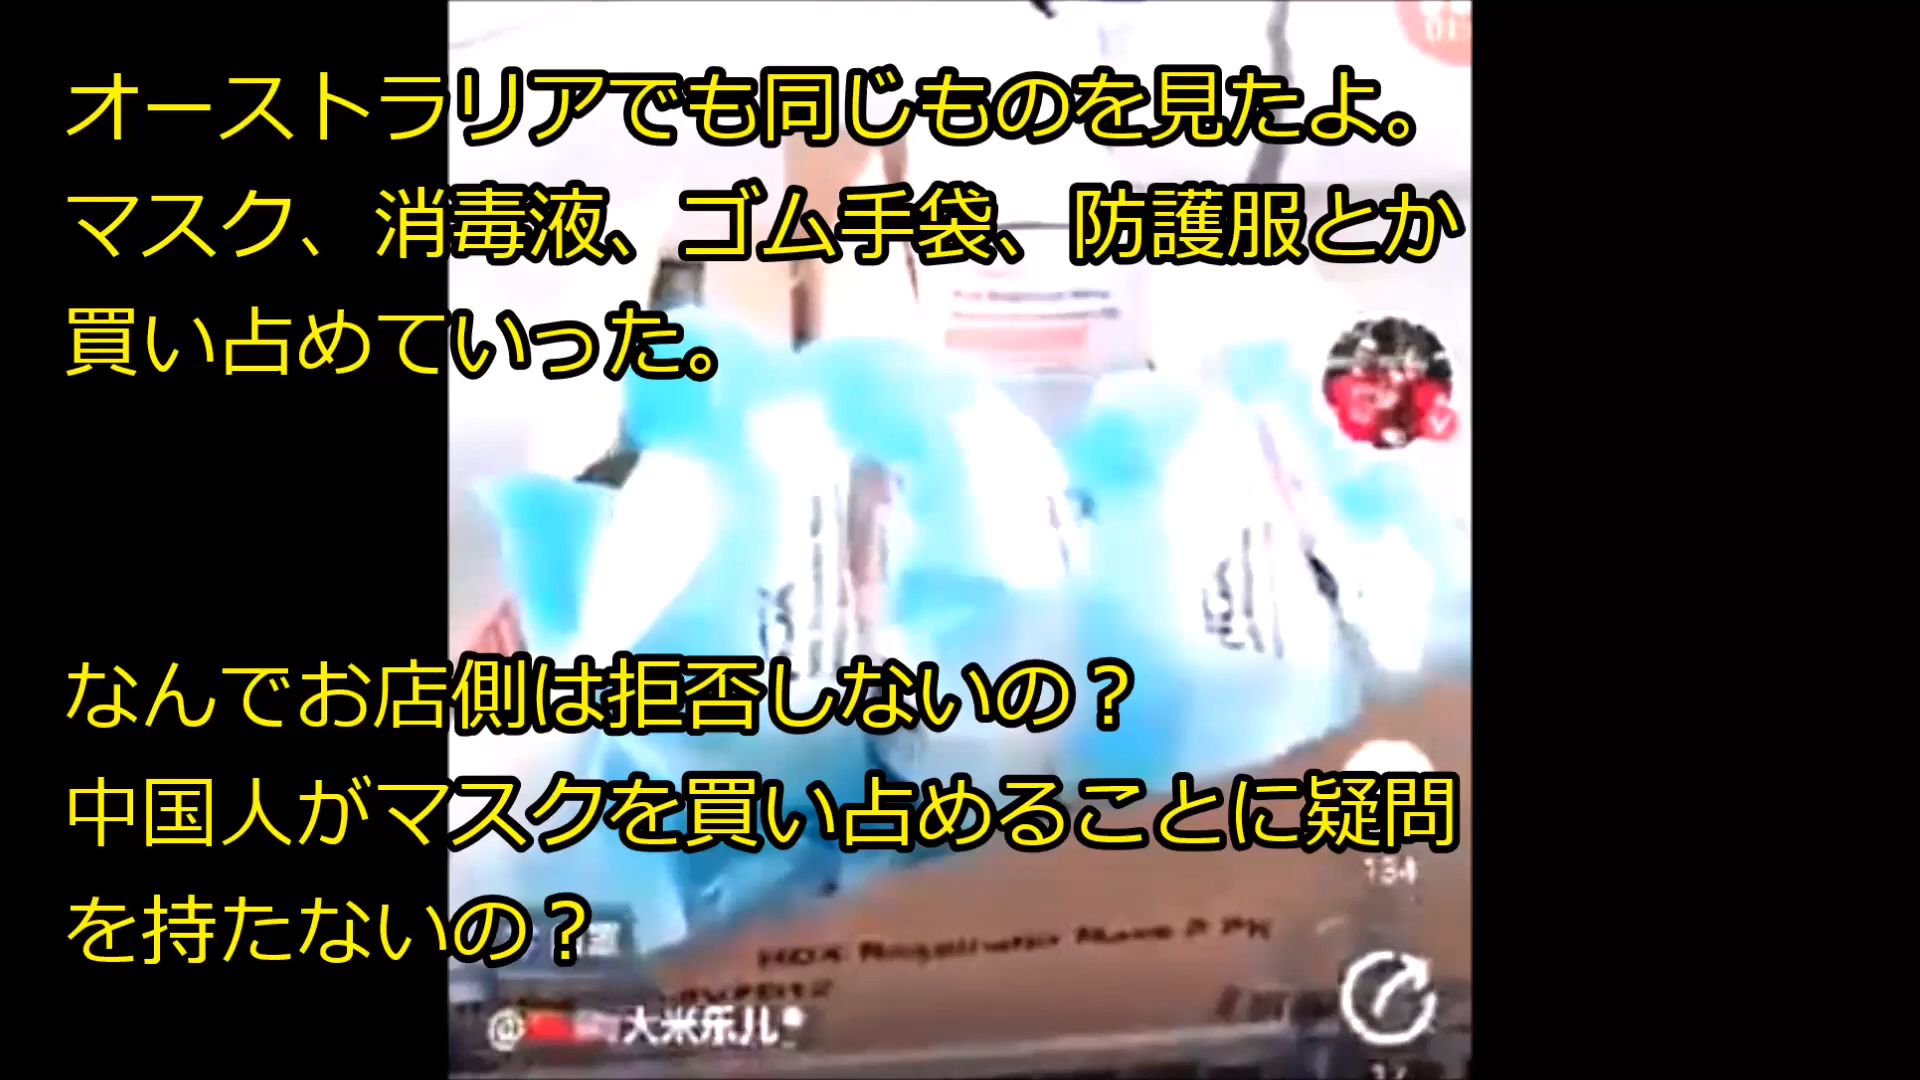 オーストラリアでも同じものを見たよ。
マスク、消毒液、ゴム手袋、防護服とか
買い占めていった。
なんでお店側は拒否しないの？
中国人がマスクを買い占めることに疑問
を持たないの？
134
@
大米乐儿